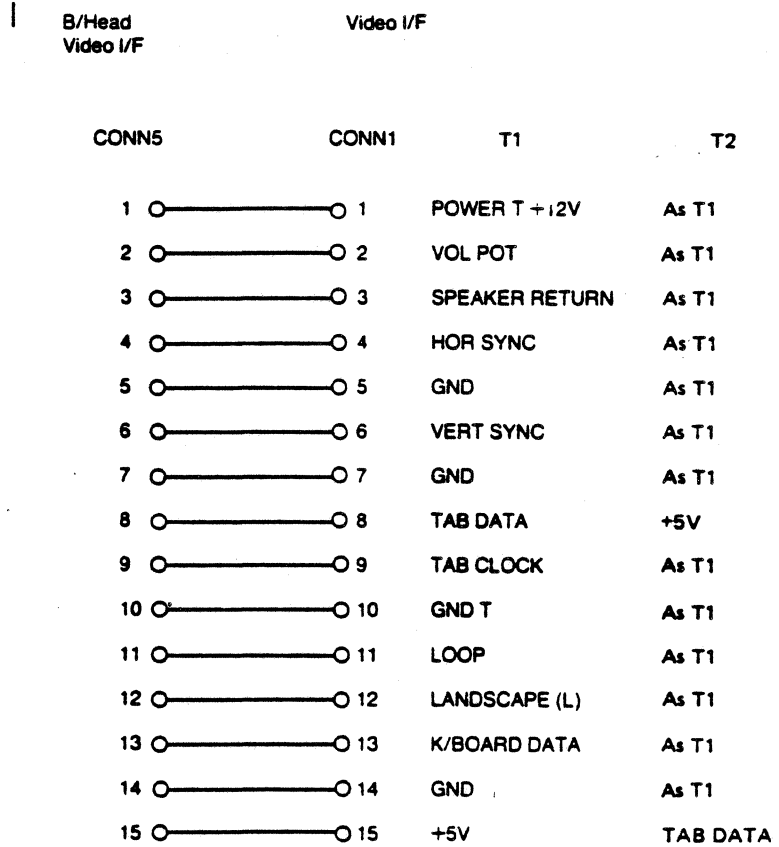 B/Head Video I/F
Video I/F
CONN5 CONN1 T1 T2
1 1 POWER T +12V As T1
2 2 VOL POT As T1
3 3 SPEAKER RETURN As T1
4 4 HOR SYNC As T1
5 5 GND As T1
6 6 VERT SYNC As T1
7 7 GND As T1
8 8 TAB DATA +5V
9 9 TAB CLOCK As T1
10 10 GND T As T1
11 11 LOOP As T1
12 12 LANDSCAPE (L) As T1
13 13 K/BOARD DATA As T1
14 14 GND As T1
15 15 +5V TAB DATA